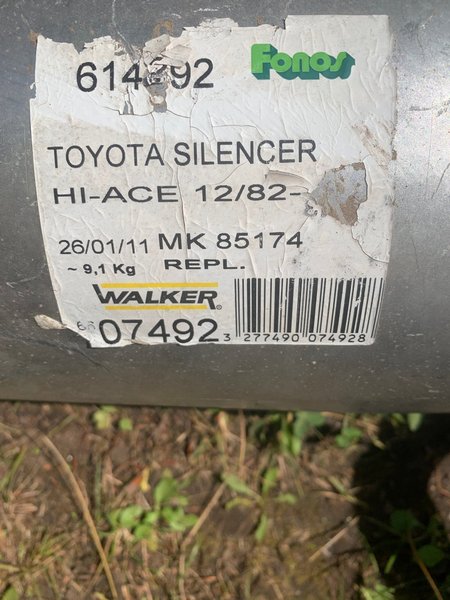 Fonos
TOYOTA SILENCER
HI-ACE 12/82-
26/01/11 MK 85174
~ 9,1 Kg REPL.
WALKER®
07492
3 277490 074928